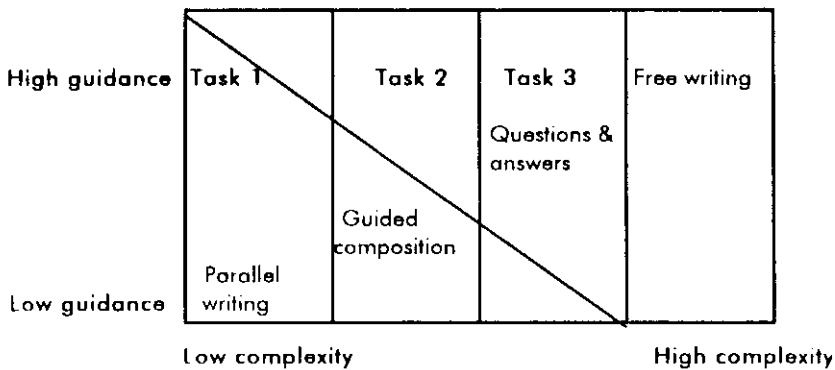 High guidance Task 1 Task 2 Task 3 Free writing
Questions &
answers
Guided
composition
Parallel
writing
Low guidance
Low complexity High complexity